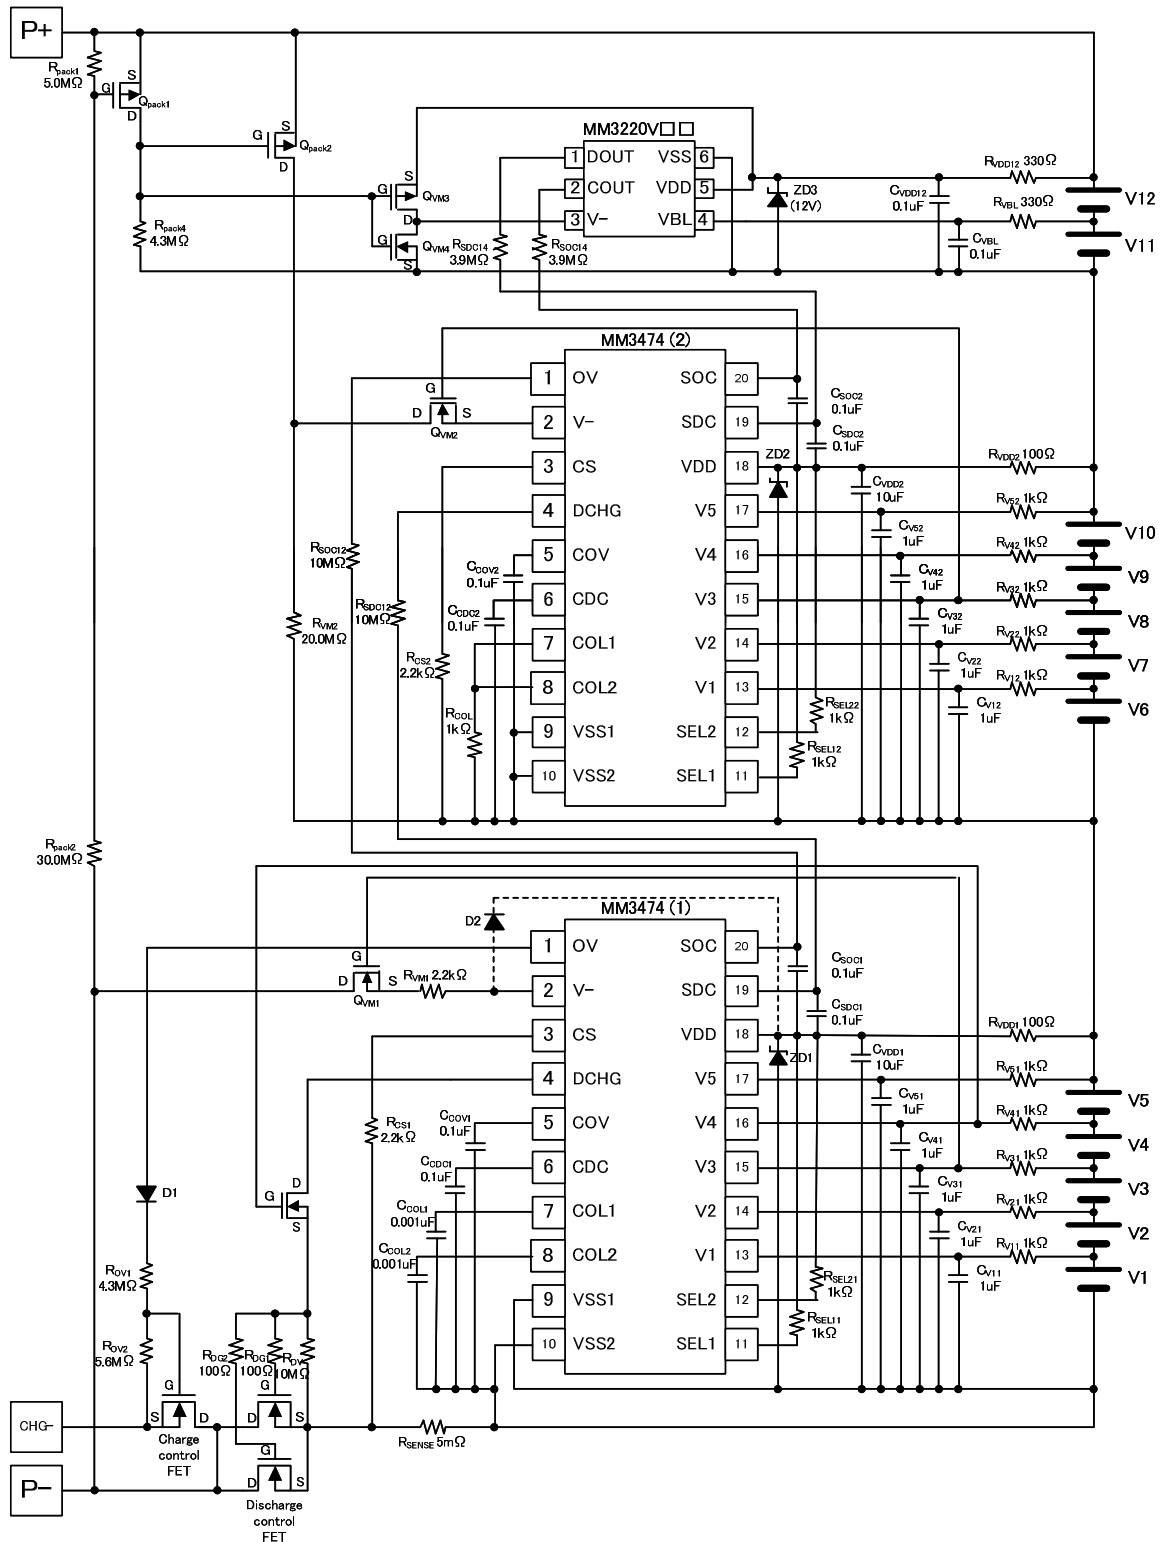 P+
Rpack1
5.0MΩ
S
G
Qpack1
D
S
G
Qpack2
D
Rpack4
4.3MΩ
S
G
QVM3
D
G
QVM4
S
MM3220V□□
1 DOUT VSS 6
2 COUT VDD 5
3 V- VBL 4
RSDC14
3.9MΩ
RSOC14
3.9MΩ
ZD3
(12V)
CVDD12
0.1uF
RVDD12 330Ω
RVBL 330Ω
CVBL
0.1uF
V12
V11
MM3474 (2)
1 OV SOC 20
2 V- SDC 19
3 CS VDD 18
4 DCHG V5 17
5 COV V4 16
6 CDC V3 15
7 COL1 V2 14
8 COL2 V1 13
9 VSS1 SEL2 12
10 VSS2 SEL1 11
G
D S
QVM2
RSOC12
10MΩ
RSDC12
10MΩ
RVM2
20.0MΩ
RCS2
2.2kΩ
CCOV2
0.1uF
CCDC2
0.1uF
RCOL
1kΩ
CSOC2
0.1uF
CSDC2
0.1uF
ZD2
CVDD2
10uF
RVDD2 100Ω
RV52 1kΩ
CV52
1uF
RV42 1kΩ
CV42
1uF
RV32 1kΩ
CV32
1uF
RV22 1kΩ
CV22
1uF
RV12 1kΩ
CV12
1uF
RSEL22
1kΩ
RSEL12
1kΩ
V10
V9
V8
V7
V6
Rpack2
30.0MΩ
MM3474 (1)
1 OV SOC 20
2 V- SDC 19
3 CS VDD 18
4 DCHG V5 17
5 COV V4 16
6 CDC V3 15
7 COL1 V2 14
8 COL2 V1 13
9 VSS1 SEL2 12
10 VSS2 SEL1 11
D2
G
D S
QVM1
RVM1 2.2kΩ
RCS1
2.2kΩ
CCOV1
0.1uF
CCDC1
0.1uF
CCOL1
0.001uF
CCOL2
0.001uF
CSOC1
0.1uF
CSDC1
0.1uF
ZD1
CVDD1
10uF
RVDD1 100Ω
RV51 1kΩ
CV51
1uF
RV41 1kΩ
CV41
1uF
RV31 1kΩ
CV31
1uF
RV21 1kΩ
CV21
1uF
RV11 1kΩ
CV11
1uF
RSEL21
1kΩ
RSEL11
1kΩ
V5
V4
V3
V2
V1
D1
D
G
S
ROV1
4.3MΩ
ROV2
5.6MΩ
RDG2
100Ω
RDG1
100Ω
RDV
10MΩ
CHG-
G
S D
Charge
control
FET
G
D S
RSENSE 5mΩ
P-
G
D S
Discharge
control
FET